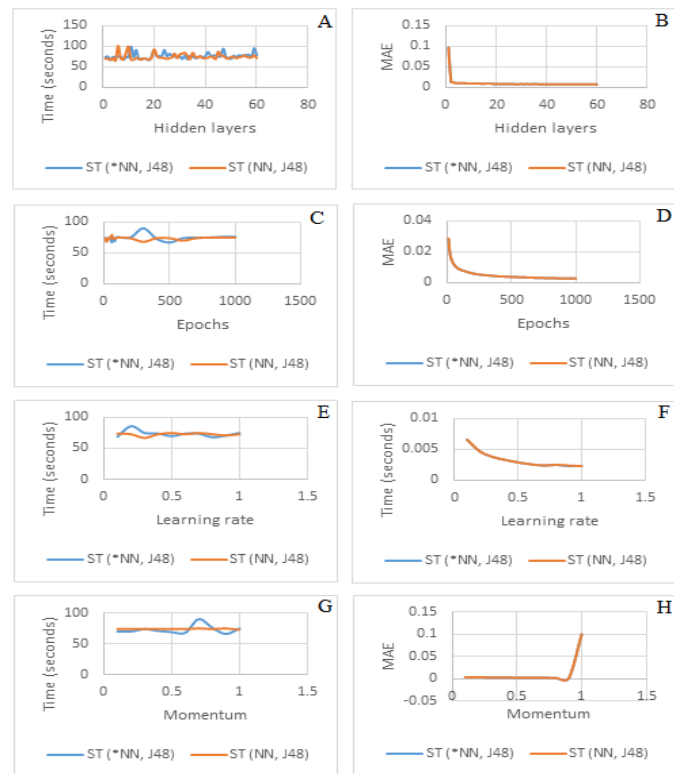 A
Time (seconds)
150
100
50
0
0 20 40 60 80
Hidden layers
ST (*NN, J48) ST (NN, J48)
B
MAE
0.15
0.1
0.05
0
0 20 40 60 80
Hidden layers
ST (*NN, J48) ST (NN, J48)
C
Time (seconds)
100
50
0
0 500 1000 1500
Epochs
ST (*NN, J48) ST (NN, J48)
D
MAE
0.04
0.02
0
0 500 1000 1500
Epochs
ST (*NN, J48) ST (NN, J48)
E
Time (seconds)
100
50
0
0 0.5 1 1.5
Learning rate
ST (*NN, J48) ST (NN, J48)
F
Time (seconds)
0.01
0.005
0
0 0.5 1 1.5
Learning rate
ST (*NN, J48) ST (NN, J48)
G
Time (seconds)
100
50
0
0 0.5 1 1.5
Momentum
ST (*NN, J48) ST (NN, J48)
H
MAE
0.15
0.1
0.05
0
-0.05
0 0.5 1 1.5
Momentum
ST (*NN, J48) ST (NN, J48)